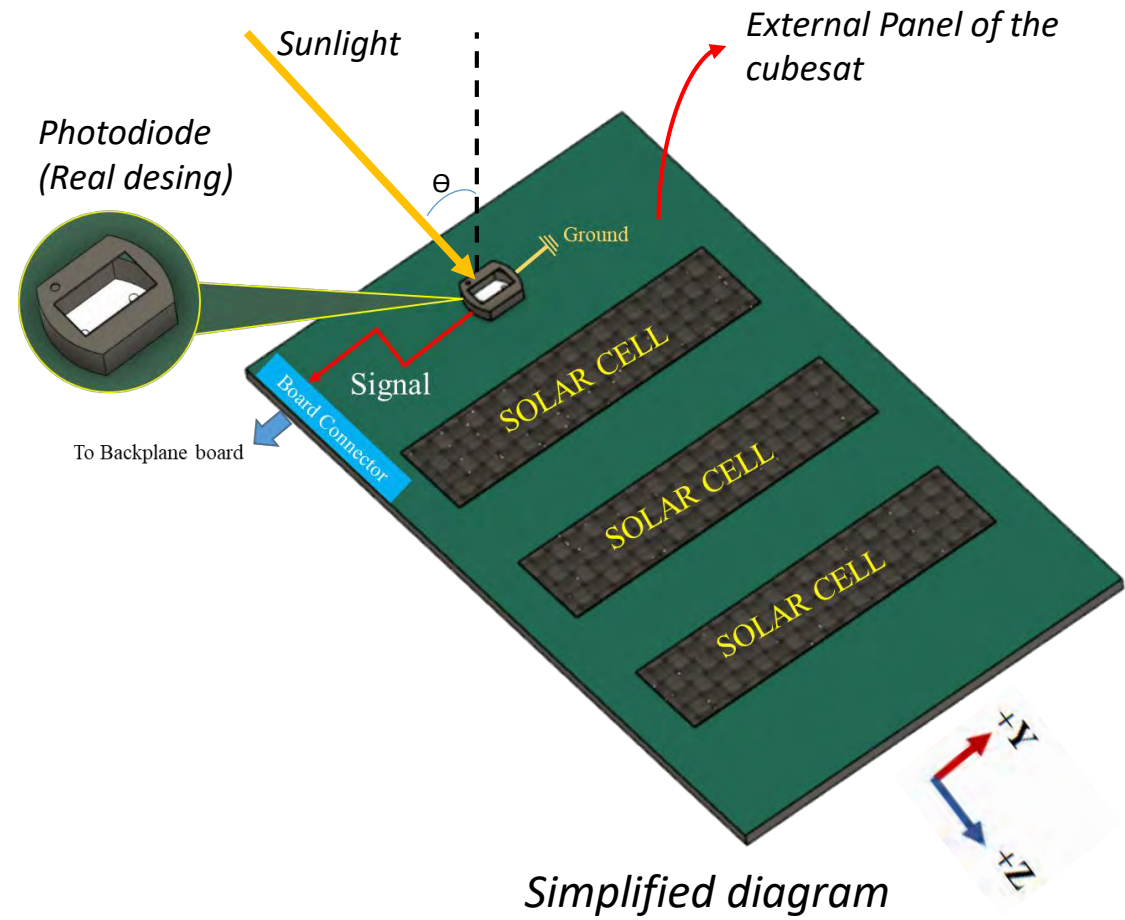 Sunlight
External Panel of the
cubesat
Photodiode
(Real desing)
Ө
Ground
Signal
Board Connector
To Backplane board
SOLAR CELL
SOLAR CELL
SOLAR CELL
+Y
+Z
Simplified diagram